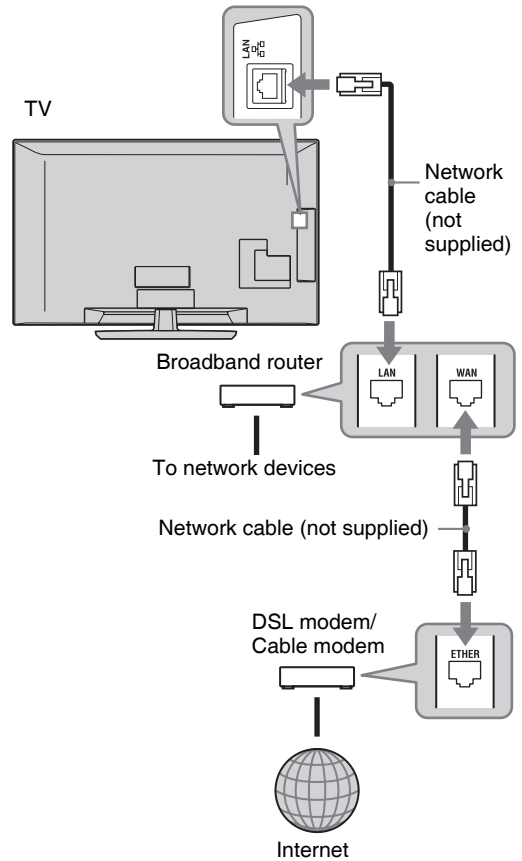 LAN
TV
Network
cable
(not
supplied)
Broadband router
LAN
WAN
To network devices
Network cable (not supplied)
DSL modem/
Cable modem
ETHER
Internet